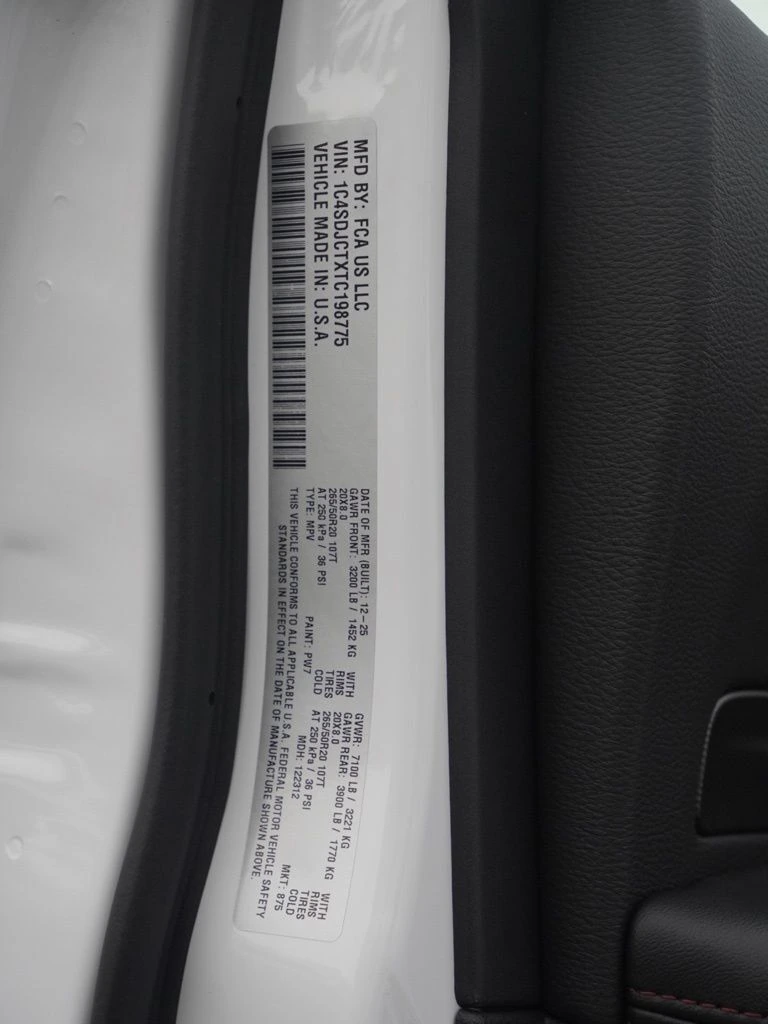 MFD BY: FCA US LLC
VIN: 1C4SDJCTXTC198775
VEHICLE MADE IN: U.S.A.
DATE OF MFR (BUILT): 12-25 GVWR: 7100 LB / 3221 KG
GAWR FRONT: 3200 LB / 1452 KG WITH GAWR REAR: 3900 LB / 1770 KG WITH
20X8.0 RIMS 20X8.0 RIMS
265/50R20 107T TIRES 265/50R20 107T TIRES
AT 250 kPa / 36 PSI COLD AT 250 kPa / 36 PSI COLD
TYPE: MPV PAINT: PW7 MDH: 122312 MKT: 875
THIS VEHICLE CONFORMS TO ALL APPLICABLE U.S.A. FEDERAL MOTOR VEHICLE SAFETY
STANDARDS IN EFFECT ON THE DATE OF MANUFACTURE SHOWN ABOVE.